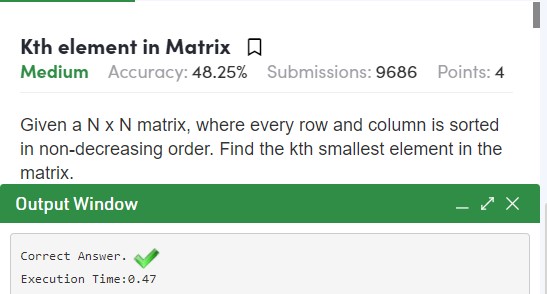 Kth element in Matrix
Medium Accuracy: 48.25% Submissions: 9686 Points: 4
Given a N x N matrix, where every row and column is sorted
in non-decreasing order. Find the kth smallest element in the
matrix.
Output Window
Correct Answer.
Execution Time:0.47